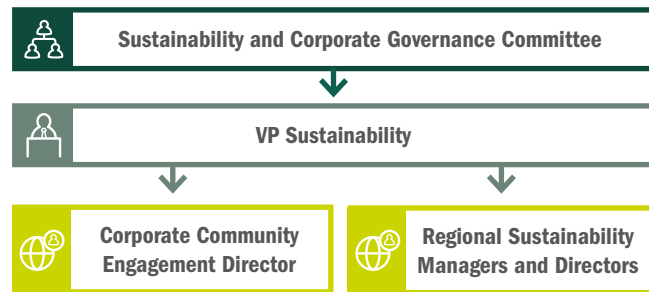 Sustainability and Corporate Governance Committee
VP Sustainability
Corporate Community
Engagement Director
Regional Sustainability
Managers and Directors